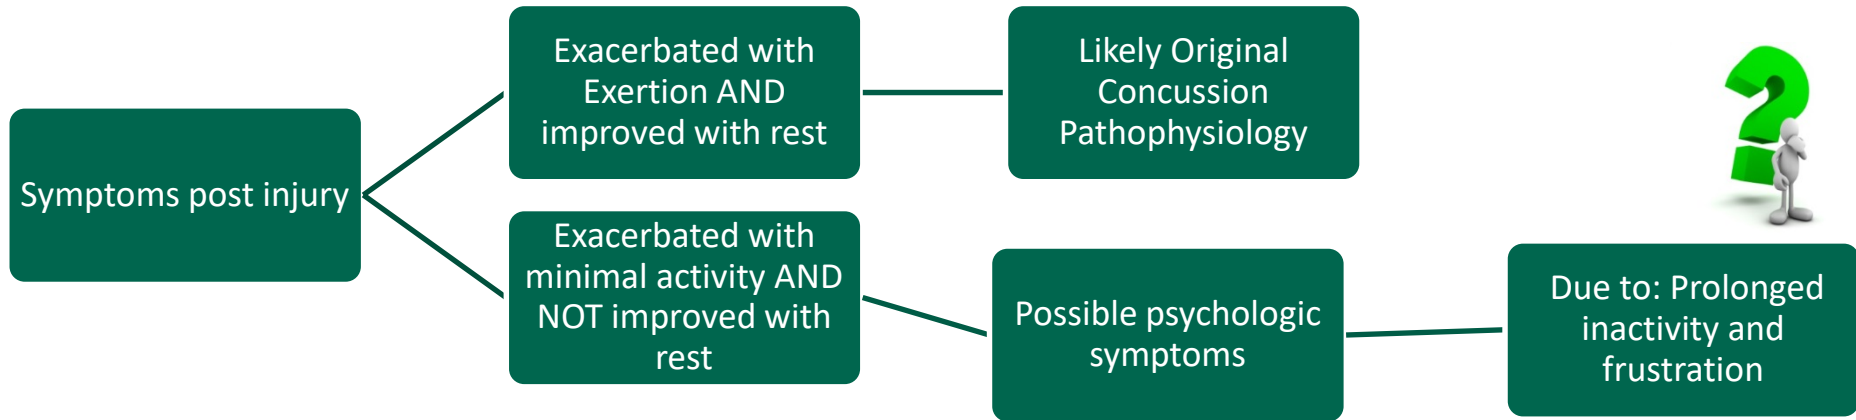 Symptoms post injury
Exacerbated with
Exertion AND
improved with rest
Likely Original
Concussion
Pathophysiology
Exacerbated with
minimal activity AND
NOT improved with
rest
Possible psychologic
symptoms
Due to: Prolonged
inactivity and
frustration